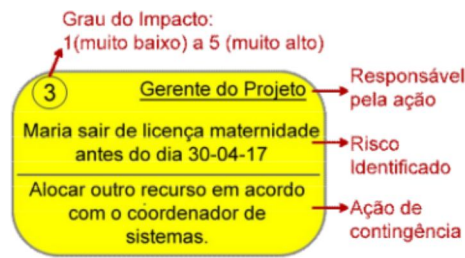 Grau do Impacto:
1(muito baixo) a 5 (muito alto)
3
Gerente do Projeto
Responsável
pela ação
Maria sair de licença maternidade
antes do dia 30-04-17
Risco
Identificado
Alocar outro recurso em acordo
com o coordenador de
sistemas.
Ação de
contingência